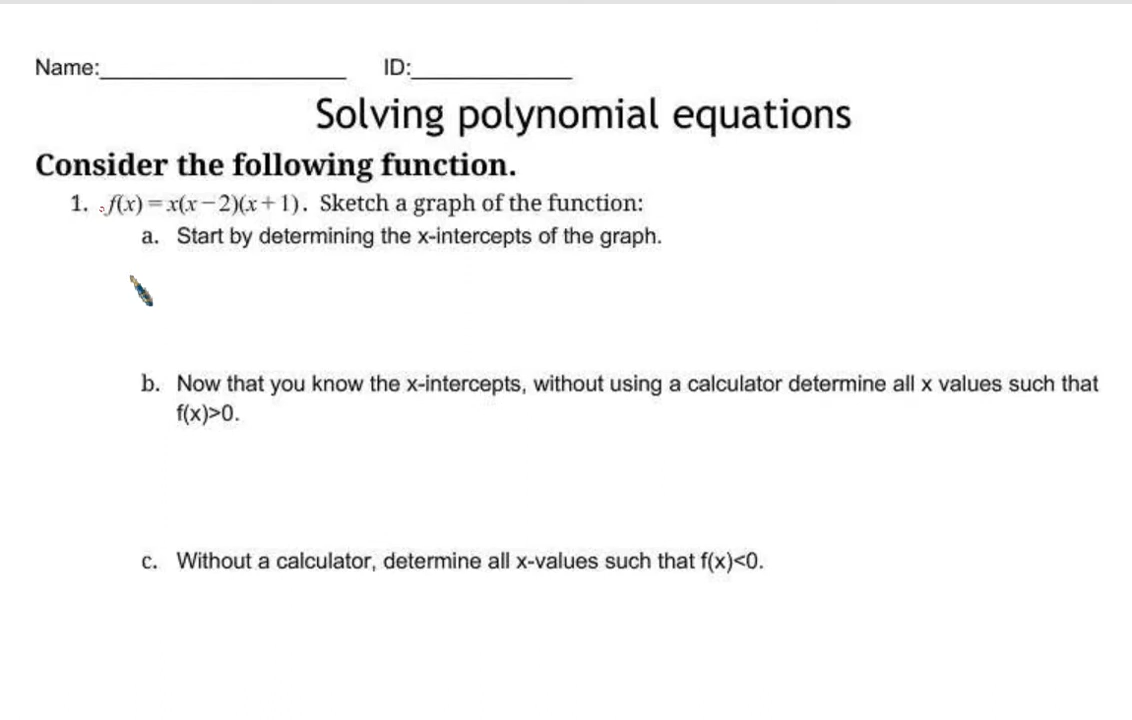 Name:______________________ ID:______________
Solving polynomial equations
Consider the following function.
1. f(x)=x(x−2)(x+1). Sketch a graph of the function:
a. Start by determining the x-intercepts of the graph.
b. Now that you know the x-intercepts, without using a calculator determine all x values such that
f(x)>0.
c. Without a calculator, determine all x-values such that f(x)<0.